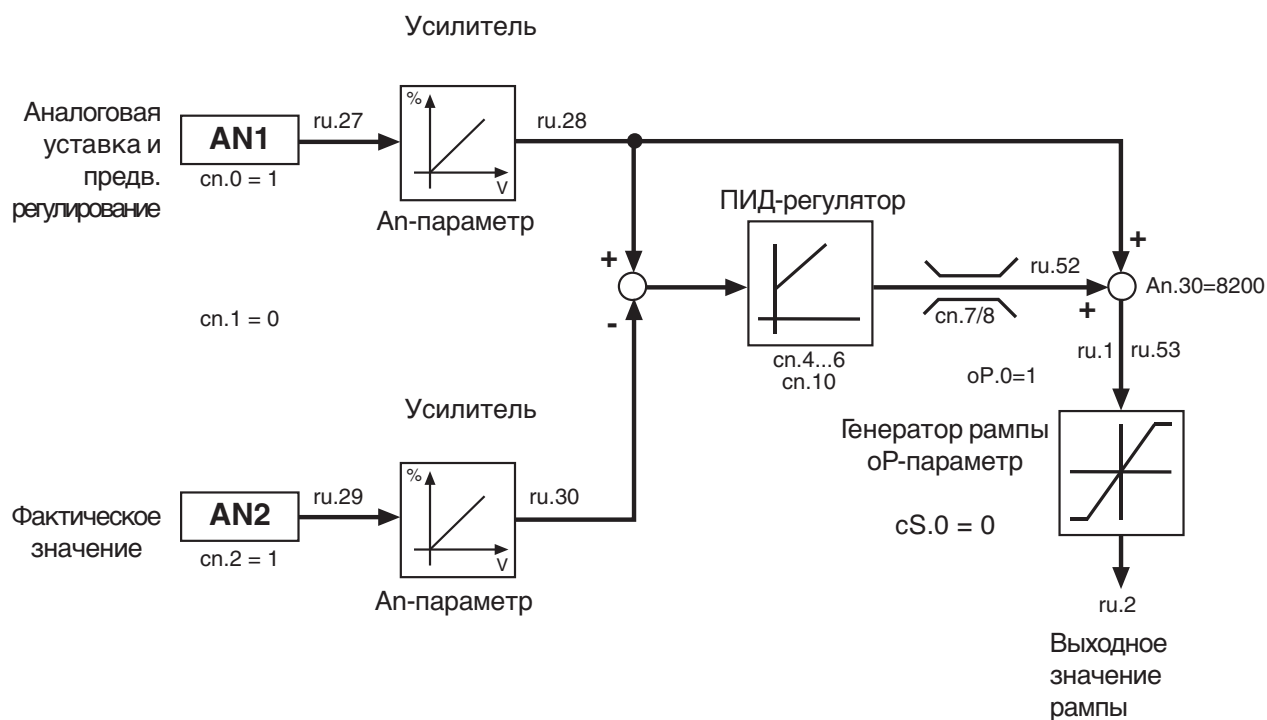 Усилитель
Аналоговая
уставка и
предв.
регулирование
AN1
cn.0 = 1
ru.27
%
V
An-параметр
ru.28
ПИД-регулятор
+
-
cn.4...6
cn.10
ru.52
cn.7/8
+
+
An.30=8200
ru.1
ru.53
oP.0=1
cn.1 = 0
Усилитель
Фактическое
значение
AN2
cn.2 = 1
ru.29
%
V
An-параметр
ru.30
Генератор рампы
oP-параметр
cS.0 = 0
ru.2
Выходное
значение
рампы